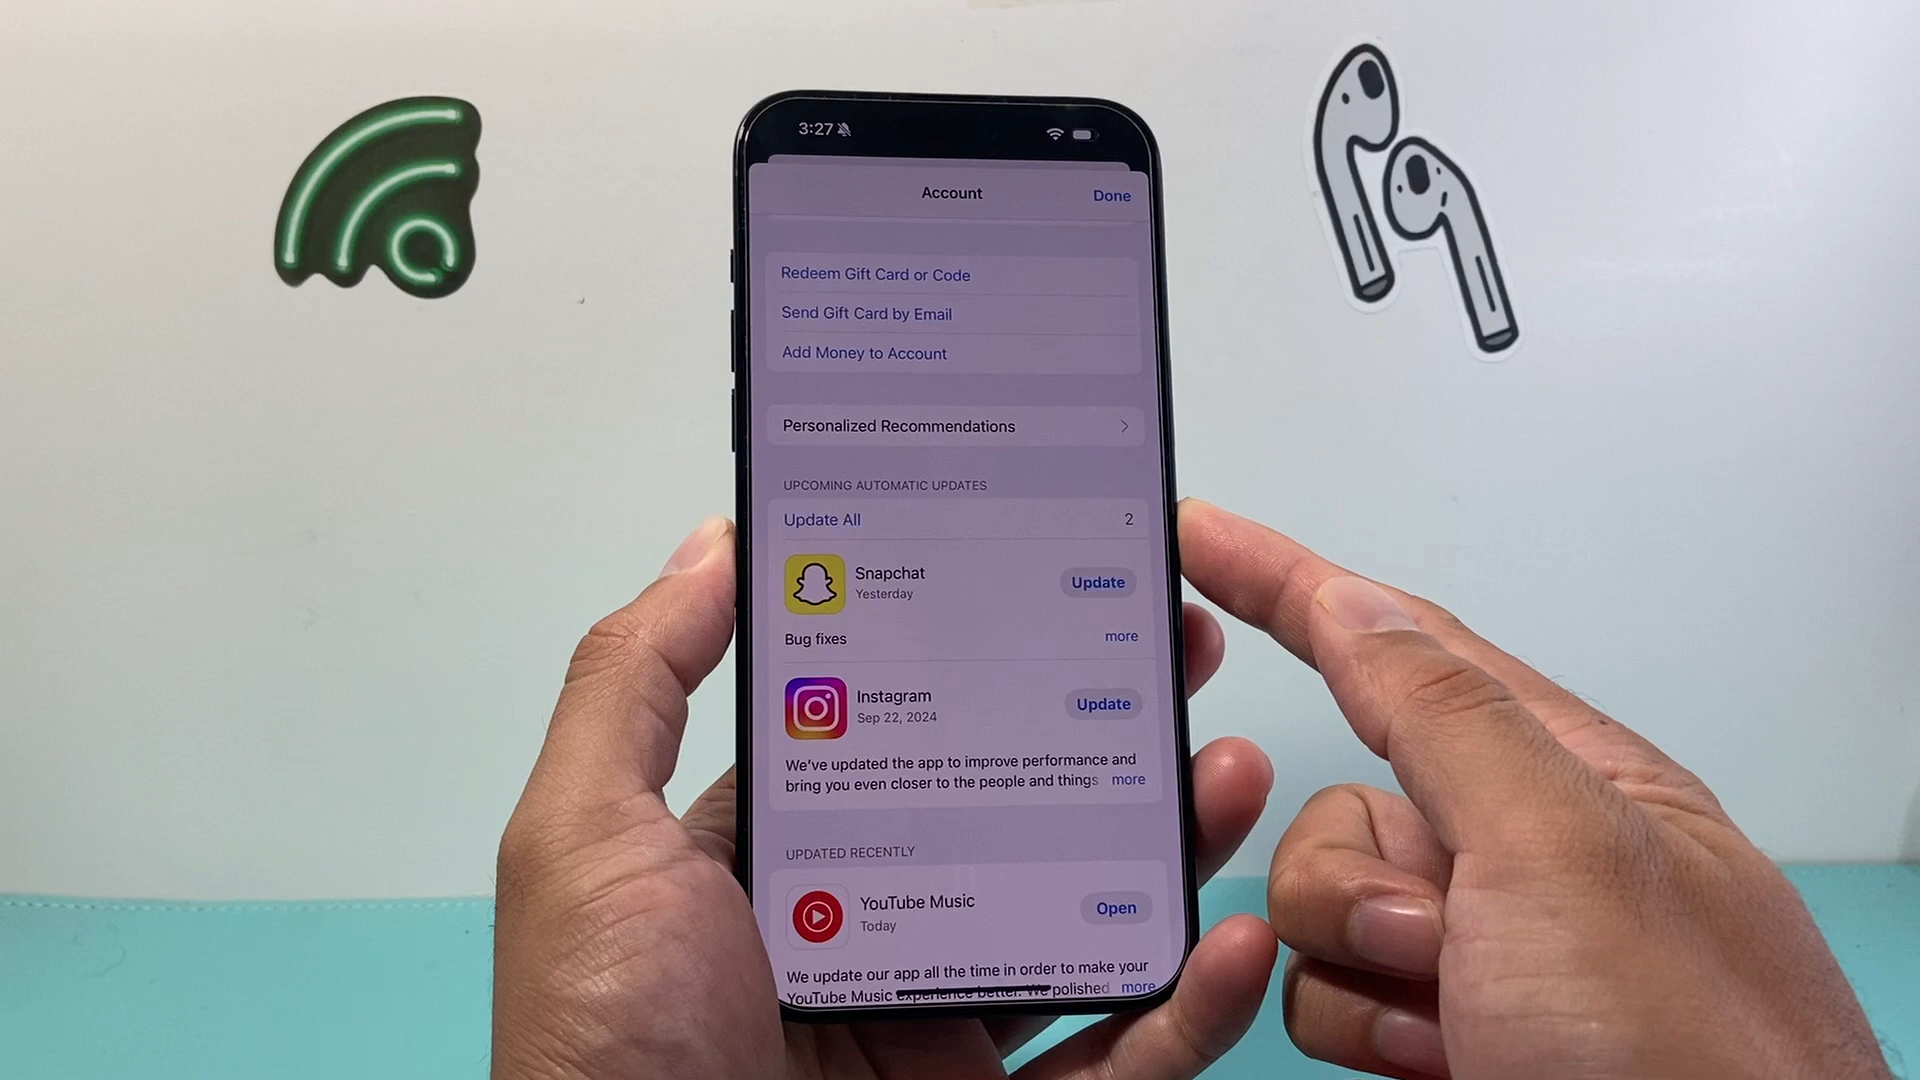 3:27
Account
Done
Redeem Gift Card or Code
Send Gift Card by Email
Add Money to Account
Personalized Recommendations
UPCOMING AUTOMATIC UPDATES
Update All 2
Snapchat
Yesterday
Update
Bug fixes more
Instagram
Sep 22, 2024
Update
We've updated the app to improve performance and
bring you even closer to the people and things more
UPDATED RECENTLY
YouTube Music
Today
Open
We update our app all the time in order to make your
YouTube Music experience better. We polished more